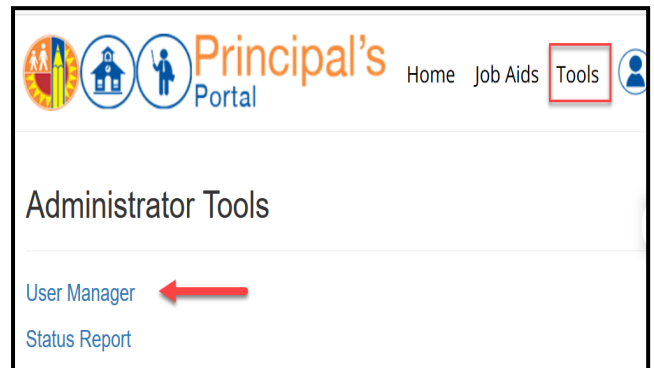 Principal's
Portal
Home Job Aids Tools
Administrator Tools
User Manager
Status Report